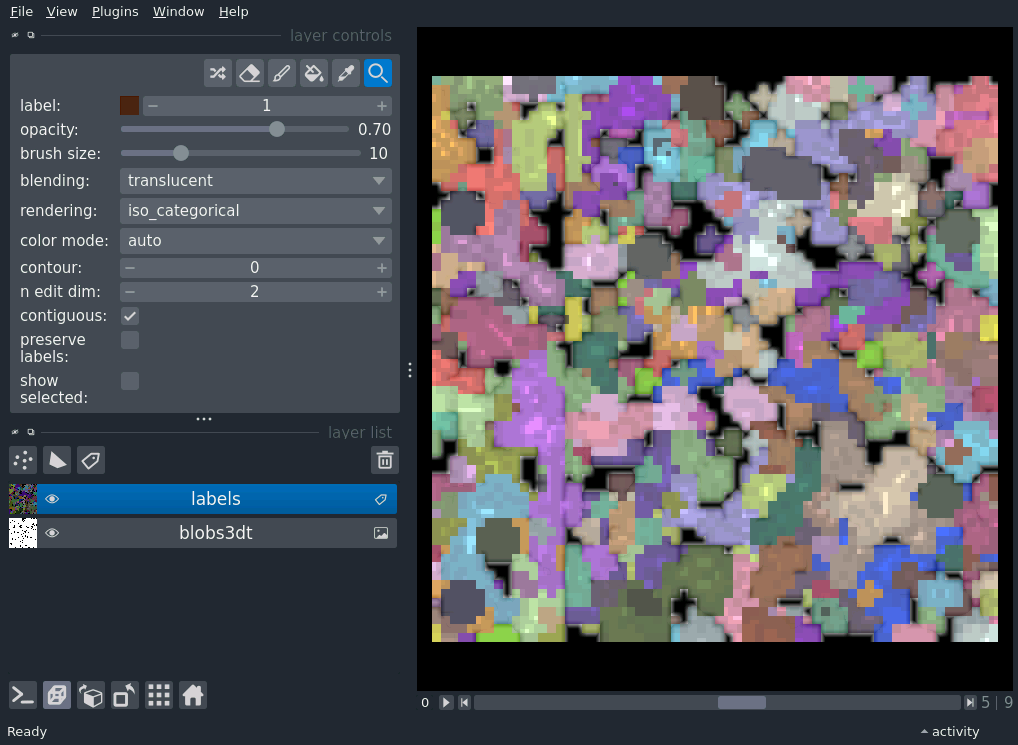 File View Plugins Window Help
layer controls
label: 1
opacity: 0.70
brush size: 10
blending: translucent
rendering: iso_categorical
color mode: auto
contour: 0
n edit dim: 2
contiguous:
preserve
labels:
show
selected:
layer list
labels
blobs3dt
0 5 | 9
Ready activity